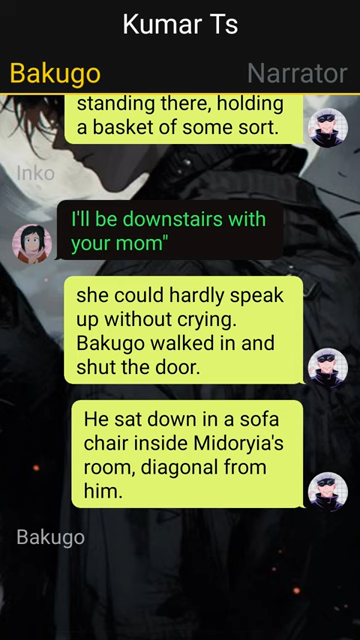 Kumar Ts
Bakugo Narrator
standing there, holding
a basket of some sort.
Inko
I'll be downstairs with
your mom"
she could hardly speak
up without crying.
Bakugo walked in and
shut the door.
He sat down in a sofa
chair inside Midoryia's
room, diagonal from
him.
Bakugo